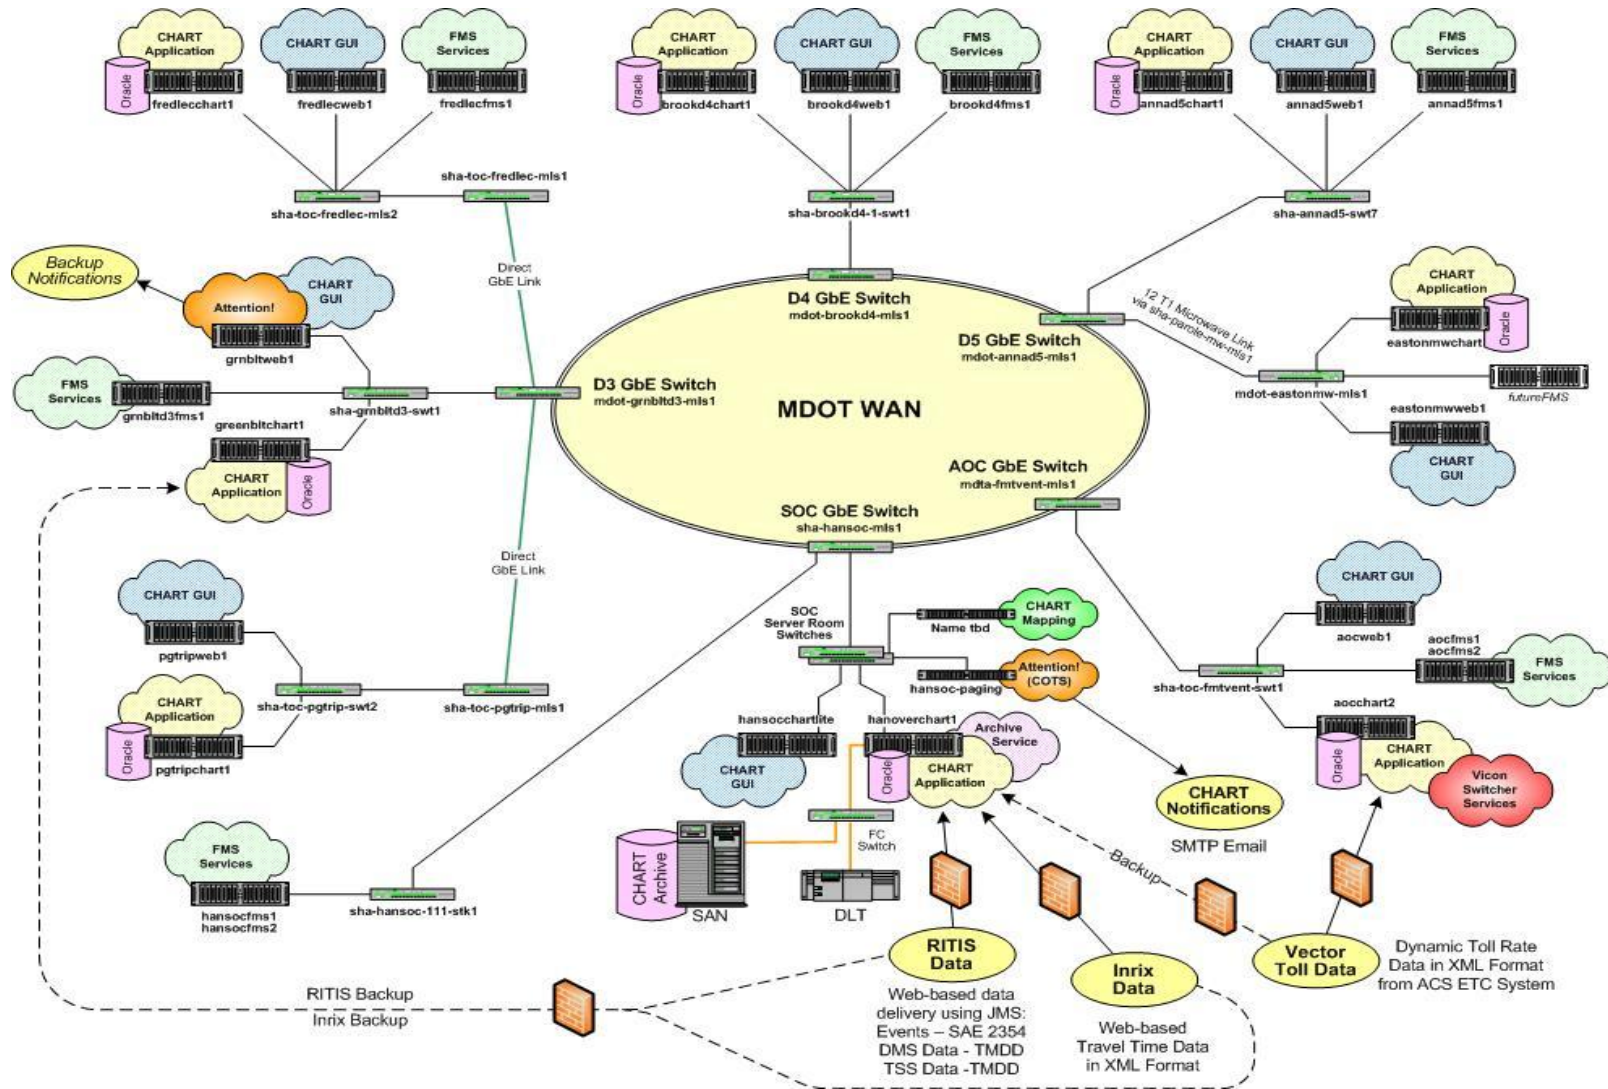 CHART
Application
Oracle
fredlecchart1
CHART GUI
fredlecweb1
FMS
Services
fredlecfms1
CHART
Application
Oracle
brookd4chart1
CHART GUI
brookd4web1
FMS
Services
brookd4fms1
CHART
Application
Oracle
annad5chart1
CHART GUI
annad5web1
FMS
Services
annad5fms1
sha-toc-fredlec-mls1
sha-toc-fredlec-mls2
sha-brookd4-1-swt1
sha-annad5-swt7
Backup
Notifications
Attention!
CHART
GUI
grnbltweb1
Direct
GbE Link
D4 GbE Switch
mdot-brookd4-mls1
D5 GbE Switch
mdot-annad5-mls1
12 T1 Microwave Link
via sha-parole-mw-mls1
CHART
Application
Oracle
eastonmwchart
mdot-eastonmw-mls1
futureFMS
eastonmwweb1
CHART
GUI
FMS
Services
grnbltd3fms1
sha-grnbltd3-swt1
D3 GbE Switch
mdot-grnbltd3-mls1
MDOT WAN
greenbltchart1
CHART
Application
Oracle
AOC GbE Switch
mdta-fmtvent-mls1
SOC GbE Switch
sha-hansoc-mls1
Direct
GbE Link
CHART GUI
pgtripweb1
sha-toc-pgtrip-swt2
sha-toc-pgtrip-mls1
CHART
Application
Oracle
pgtripchart1
SOC
Server Room
Switches
Name tbd
CHART
Mapping
hansoc-paging
Attention!
(COTS)
CHART GUI
aocweb1
aocfms1
aocfms2
FMS
Services
sha-toc-fmtvent-swt1
aocchart2
Oracle
CHART
Application
Vicon
Switcher
Services
hansocchartlite
CHART
GUI
hanoverchart1
Archive
Service
Oracle
CHART
Application
CHART
Notifications
SMTP Email
FC
Switch
CHART
Archive
SAN
DLT
FMS
Services
hansocfms1
hansocfms2
sha-hansoc-111-stk1
Backup
RITIS
Data
Web-based data
delivery using JMS:
Events – SAE 2354
DMS Data - TMDD
TSS Data -TMDD
Inrix
Data
Web-based
Travel Time Data
in XML Format
Vector
Toll Data
Dynamic Toll Rate
Data in XML Format
from ACS ETC System
RITIS Backup
Inrix Backup